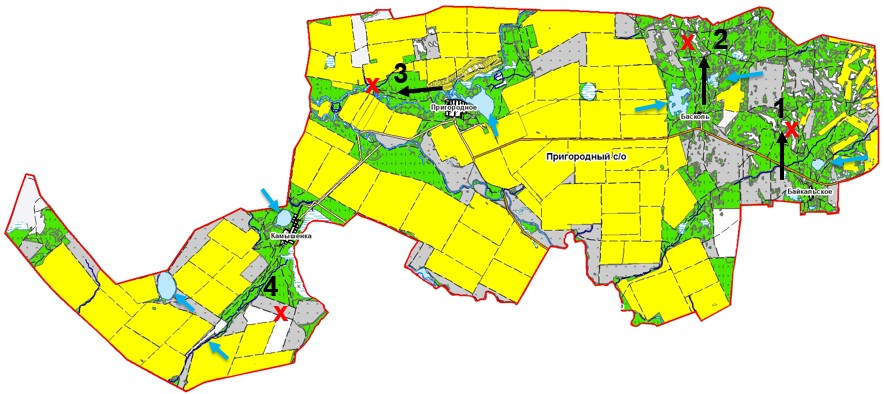 2
X
3
X
Пригородное
1
Басколь
X
Пригородный с/о
Байкальское
Камышенка
4
X